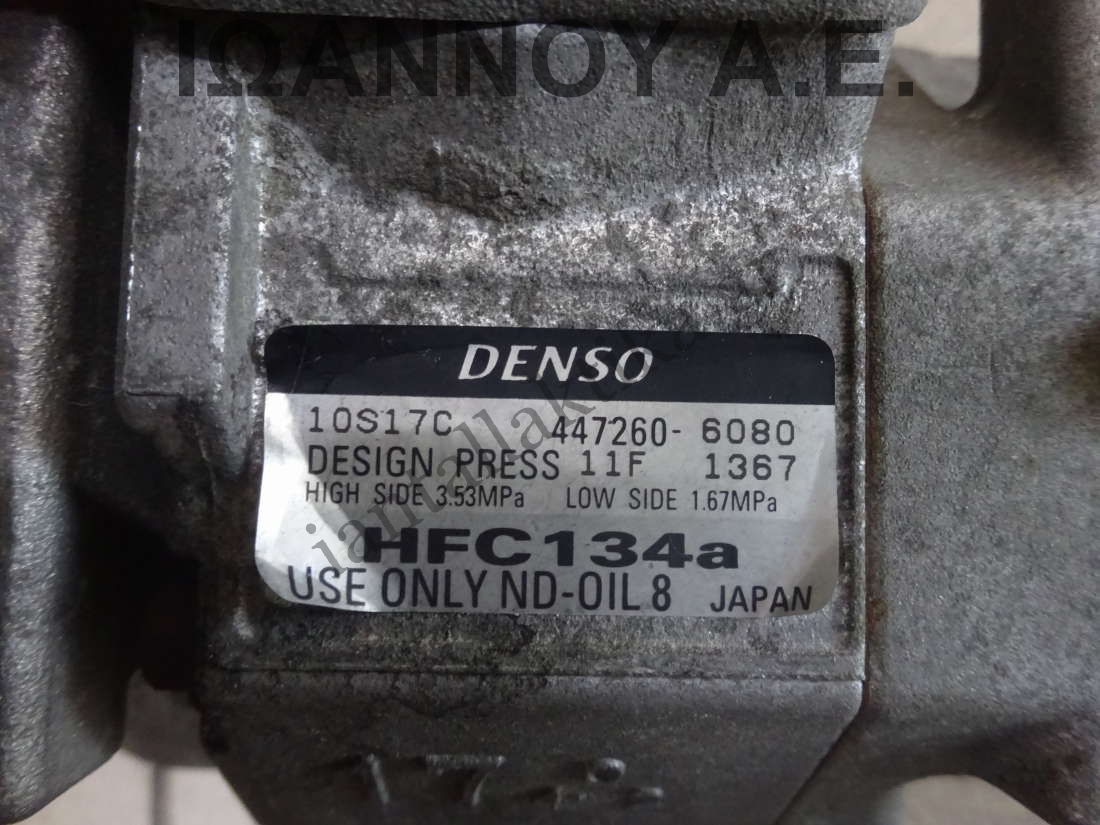 ΙΩΑΝΝΟΥ Α.Ε.
DENSO
10S17C 447260- 6080
DESIGN PRESS 11F 1367
HIGH SIDE 3.53MPa LOW SIDE 1.67MPa
HFC134a
USE ONLY ND-OIL 8 JAPAN